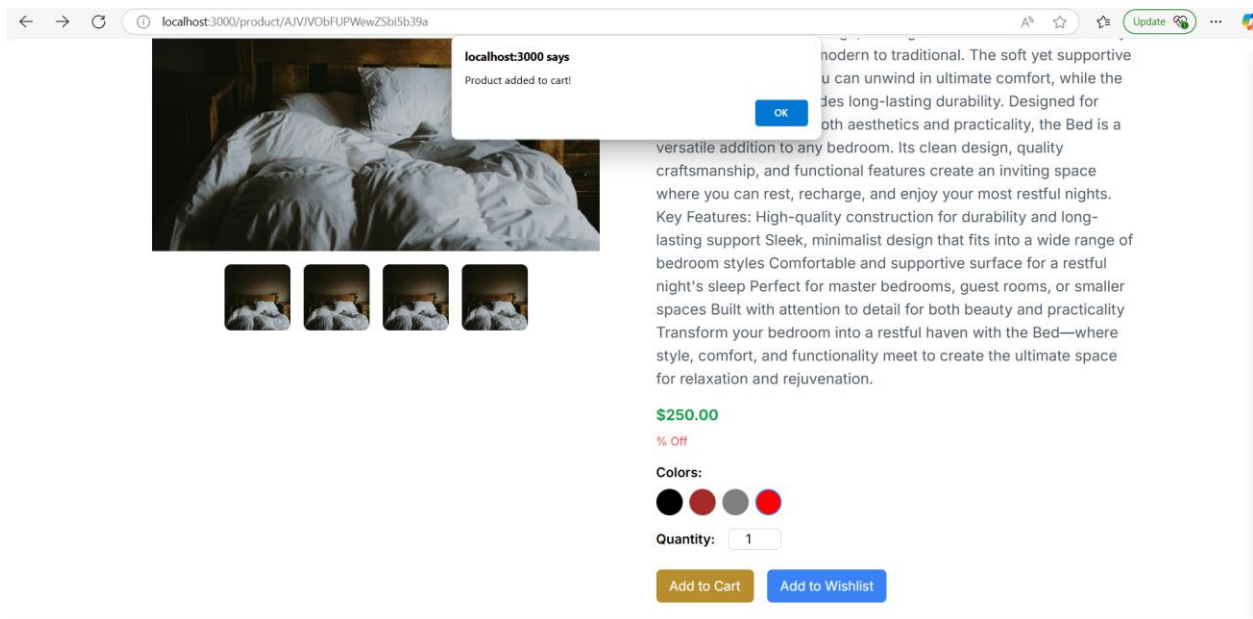 localhost:3000/product/AJVJVObFUPWewZSbi5b39a
Update
localhost:3000 says
Product added to cart!
OK
modern to traditional. The soft yet supportive
can unwind in ultimate comfort, while the
long-lasting durability. Designed for
aesthetics and practicality, the Bed is a
versatile addition to any bedroom. Its clean design, quality
craftsmanship, and functional features create an inviting space
where you can rest, recharge, and enjoy your most restful nights.
Key Features: High-quality construction for durability and long-
lasting support Sleek, minimalist design that fits into a wide range of
bedroom styles Comfortable and supportive surface for a restful
night's sleep Perfect for master bedrooms, guest rooms, or smaller
spaces Built with attention to detail for both beauty and practicality
Transform your bedroom into a restful haven with the Bed—where
style, comfort, and functionality meet to create the ultimate space
for relaxation and rejuvenation.
$250.00
% Off
Colors:
Quantity: 1
Add to Cart Add to Wishlist